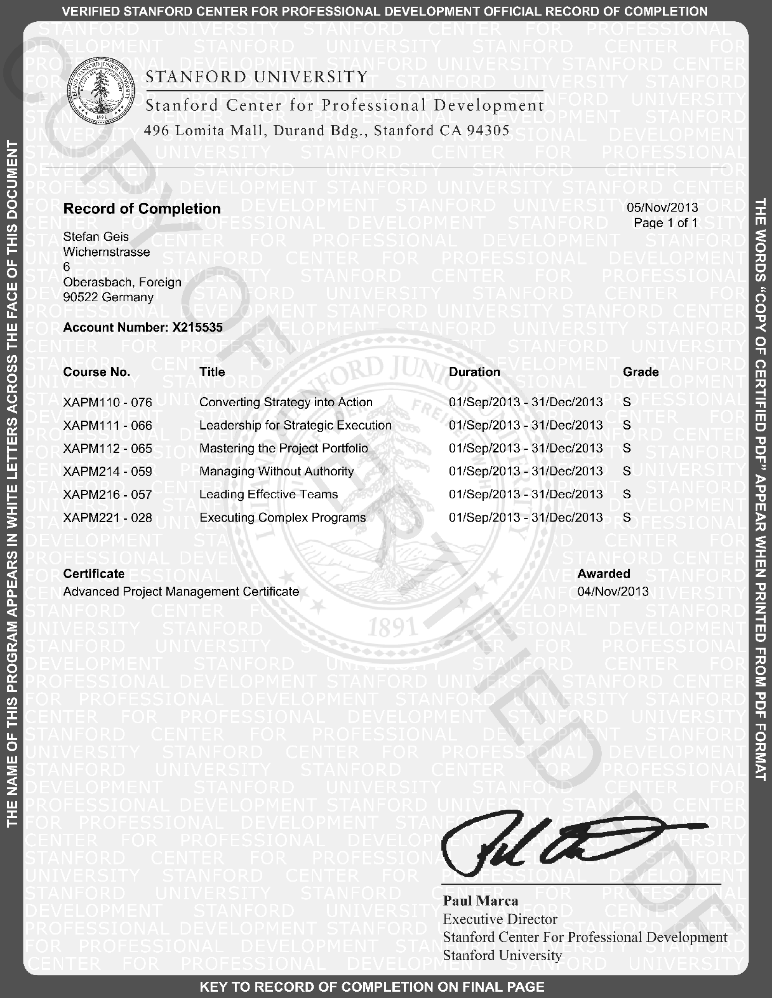 VERIFIED STANFORD CENTER FOR PROFESSIONAL DEVELOPMENT OFFICIAL RECORD OF COMPLETION
STANFORD UNIVERSITY
Stanford Center for Professional Development
496 Lomita Mall, Durand Bdg., Stanford CA 94305
Record of Completion
05/Nov/2013
Page 1 of 1
Stefan Geis
Wichernstrasse
6
Oberasbach, Foreign
90522 Germany
Account Number: X215535
Course No. Title Duration Grade
XAPM110 - 076 Converting Strategy into Action 01/Sep/2013 - 31/Dec/2013 S
XAPM111 - 066 Leadership for Strategic Execution 01/Sep/2013 - 31/Dec/2013 S
XAPM112 - 065 Mastering the Project Portfolio 01/Sep/2013 - 31/Dec/2013 S
XAPM214 - 059 Managing Without Authority 01/Sep/2013 - 31/Dec/2013 S
XAPM216 - 057 Leading Effective Teams 01/Sep/2013 - 31/Dec/2013 S
XAPM221 - 028 Executing Complex Programs 01/Sep/2013 - 31/Dec/2013 S
Certificate Awarded
Advanced Project Management Certificate 04/Nov/2013
1891
COPY OF CERTIFIED PDF
Paul Marca
Executive Director
Stanford Center For Professional Development
Stanford University
KEY TO RECORD OF COMPLETION ON FINAL PAGE
THE NAME OF THIS PROGRAM APPEARS IN WHITE LETTERS ACROSS THE FACE OF THIS DOCUMENT
THE WORDS “COPY OF CERTIFIED PDF” APPEAR WHEN PRINTED FROM PDF FORMAT